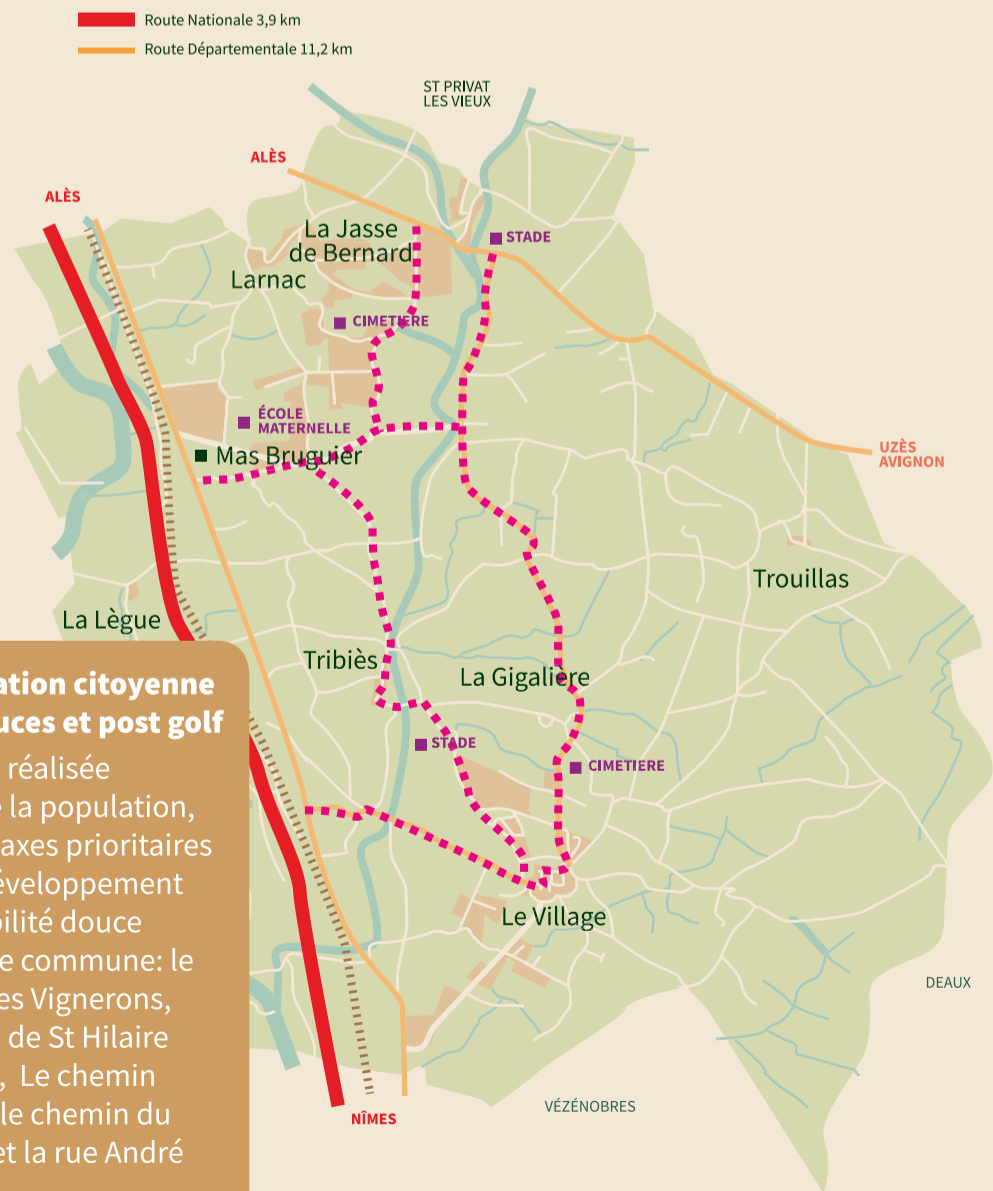 Route Nationale 3,9 km
Route Départementale 11,2 km
ST PRIVAT
LES VIEUX
ALÈS
ALÈS
La Jasse
de Bernard
STADE
Larnac
CIMETIERE
ÉCOLE
MATERNELLE
Mas Bruguier
UZÈS
AVIGNON
Trouillas
La Lègue
Tribiès
La Gigalière
STADE
CIMETIERE
Le Village
DEAUX
VÉZÉNOBRES
NÎMES
ation citoyenne
uces et post golf
réalisée
la population,
axes prioritaires
éveloppement
bilité douce
e commune: le
es Vignerons,
de St Hilaire
, Le chemin
le chemin du
et la rue André